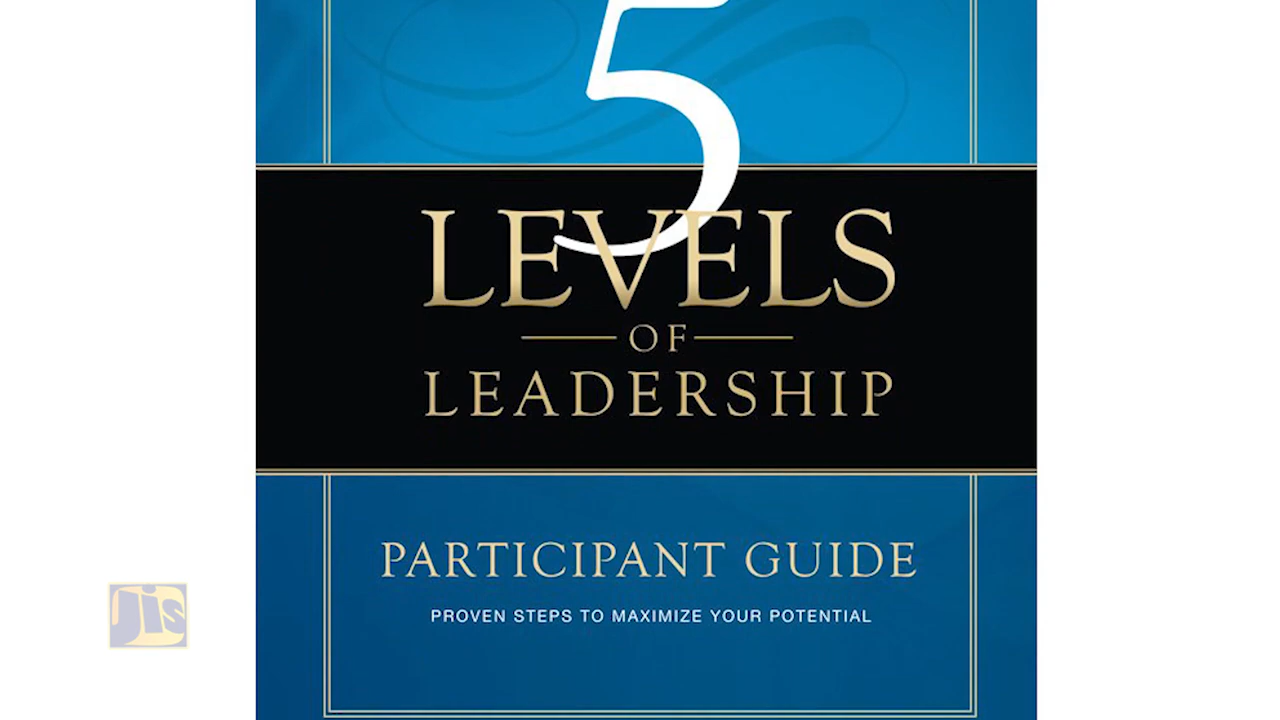 5
LEVELS
OF
LEADERSHIP
PARTICIPANT GUIDE
PROVEN STEPS TO MAXIMIZE YOUR POTENTIAL
Jis